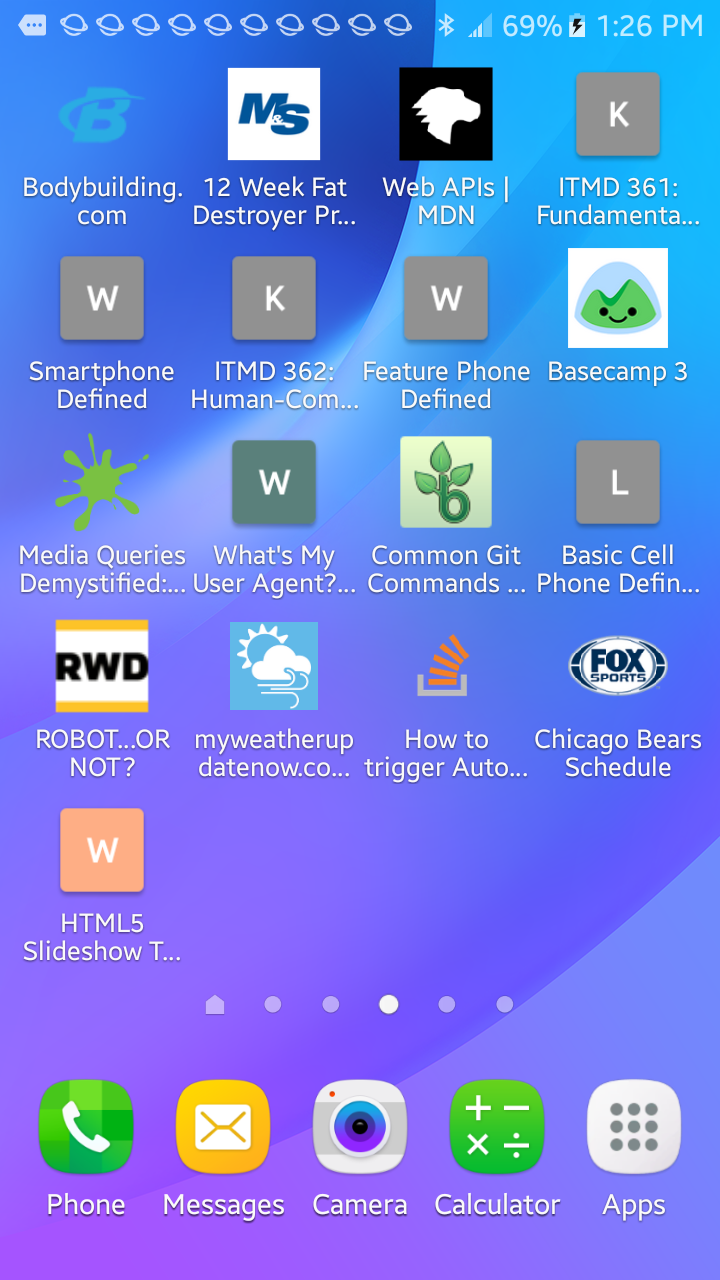 69% 1:26 PM
B M&S K
Bodybuilding. 12 Week Fat Web APIs | ITMD 361:
com Destroyer Pr... MDN Fundamenta...
W K W
Smartphone ITMD 362: Feature Phone Basecamp 3
Defined Human-Com... Defined
W b L
Media Queries What's My Common Git Basic Cell
Demystified:... User Agent?... Commands ... Phone Defin...
RWD FOX
SPORTS
ROBOT...OR myweatherup How to Chicago Bears
NOT? datenow.co... trigger Auto... Schedule
W
HTML5
Slideshow T...
Phone Messages Camera Calculator Apps